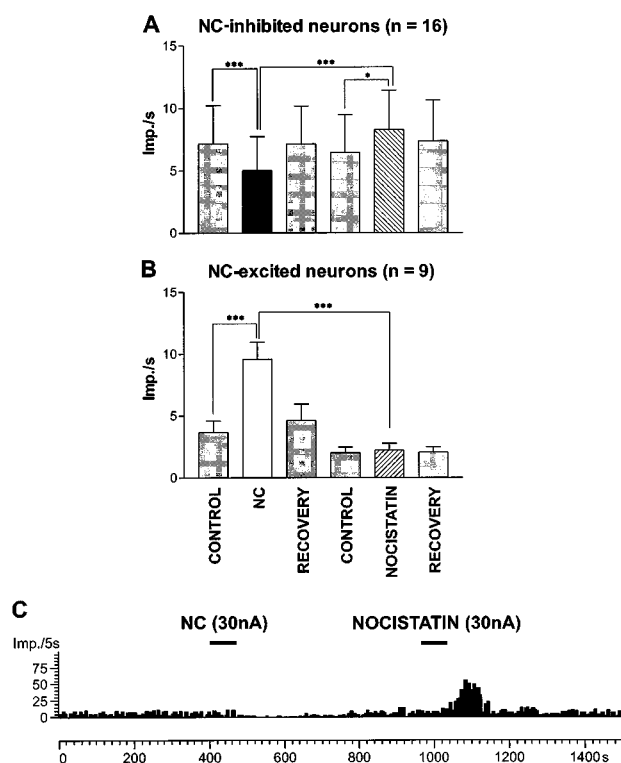 A NC-inhibited neurons (n = 16)
15
10
5
0
Imp./s
***
***
*
B NC-excited neurons (n = 9)
15
10
5
0
Imp./s
***
***
CONTROL
NC
RECOVERY
CONTROL
NOCISTATIN
RECOVERY
C
NC (30nA) NOCISTATIN (30nA)
Imp./5s
75
50
25
0
0 200 400 600 800 1000 1200 1400 s